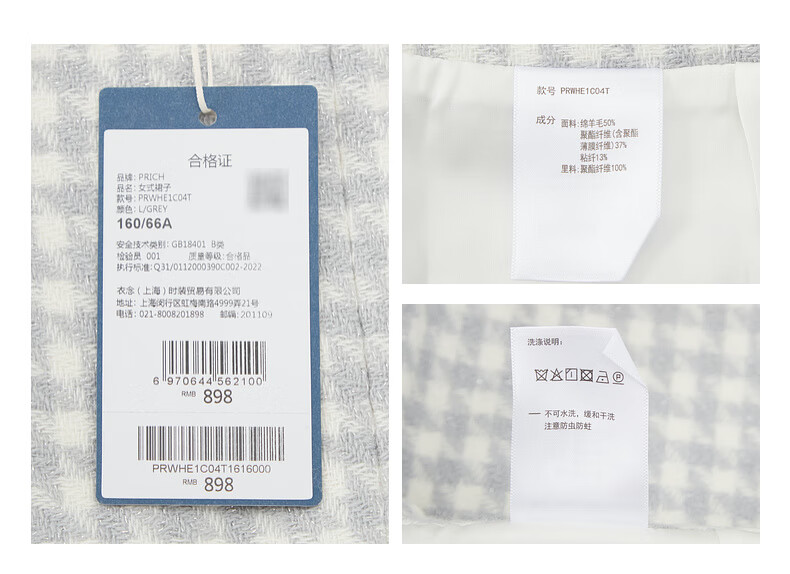 合格证
品牌: PRICH
品名: 女式裙子
款号: PRWHE1C04T
颜色: L/GREY
160/66A
安全技术类别: GB18401 B类
检验员 001 质量等级:合格品
执行标准:Q31/0112000390C002-2022
衣念（上海）时装贸易有限公司
地址: 上海闵行区虹梅南路4999弄21号
电话: 021-8008201898 邮编:201109
6 970644 562100
RMB 898
PRWHE1C04T1616000
RMB 898
款号 PRWHE1C04T
成分 面料:绵羊毛50%
聚酯纤维(含聚酯
薄膜纤维)37%
粘纤13%
里料:聚酯纤维100%
洗涤说明:
P
— 不可水洗, 缓和干洗
注意防虫防蛀